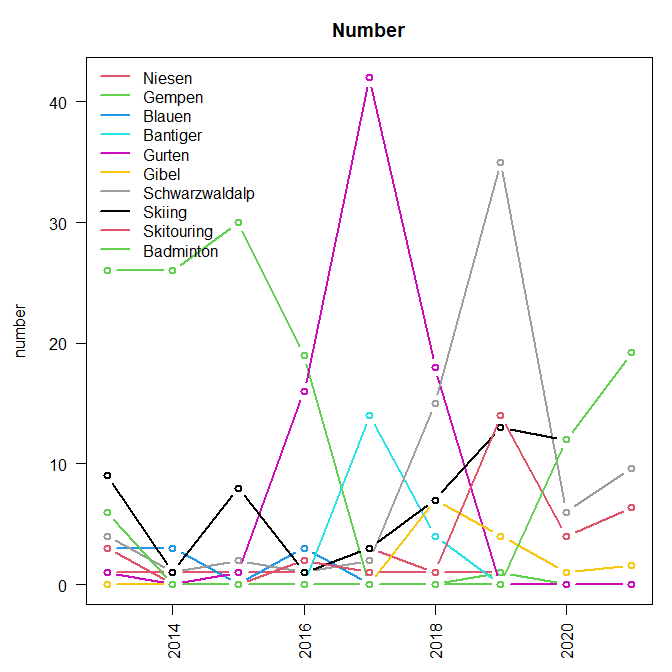 Number
Niesen
Gempen
Blauen
Bantiger
Gurten
Gibel
Schwarzwaldalp
Skiing
Skitouring
Badminton
number
40
30
20
10
0
2014
2016
2018
2020